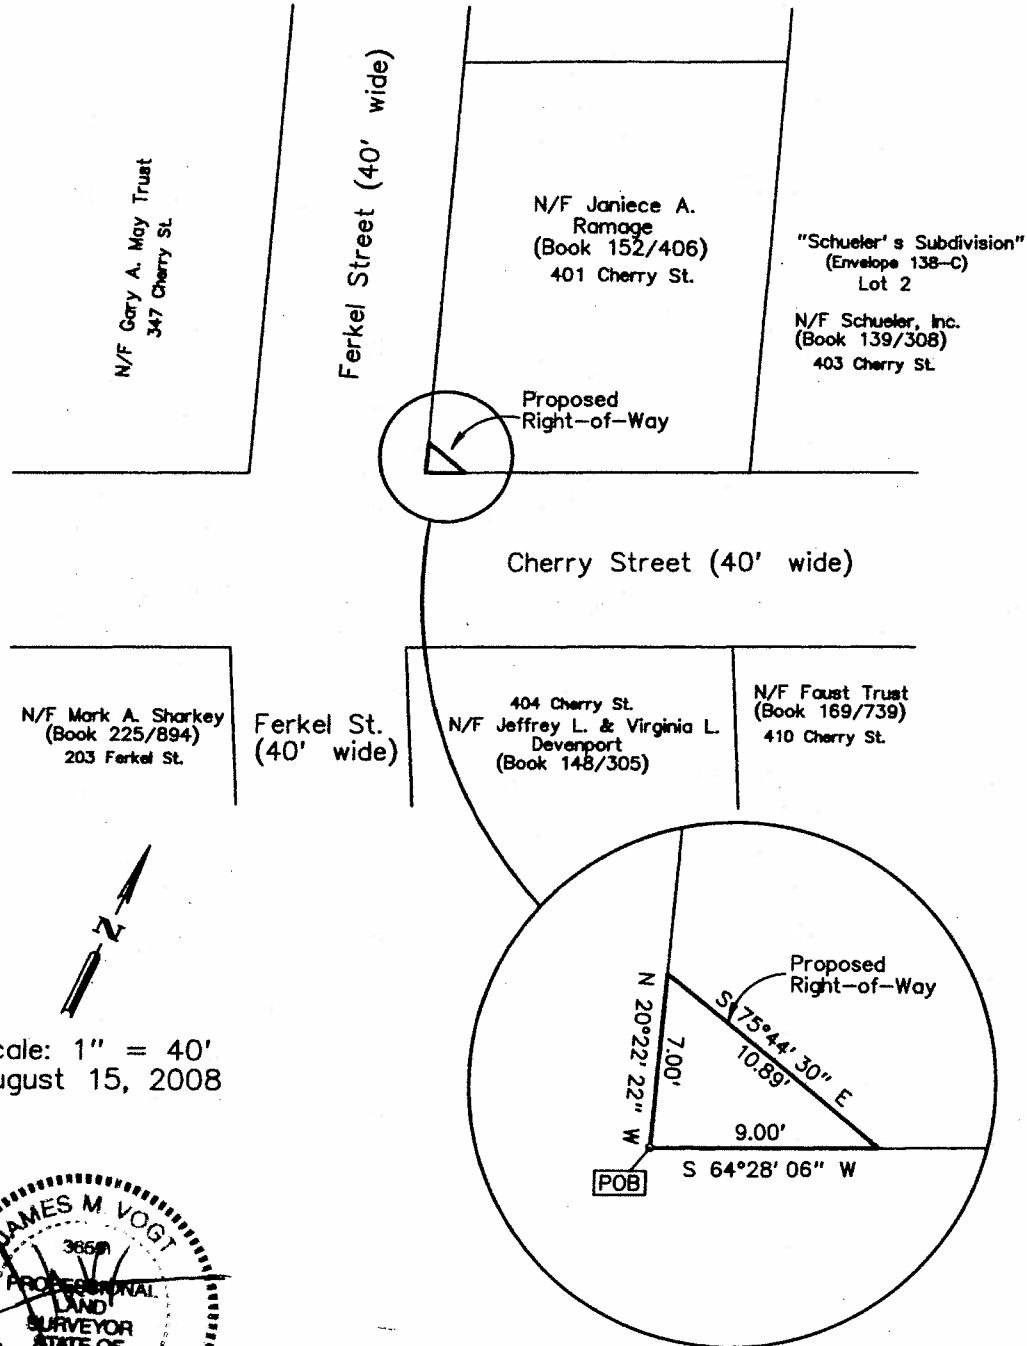 N/F Gary A. May Trust
347 Cherry St.
Ferkel Street (40' wide)
N/F Janiece A.
Ramage
(Book 152/406)
401 Cherry St.
"Schueler's Subdivision"
(Envelope 138-C)
Lot 2
N/F Schueler, Inc.
(Book 139/308)
403 Cherry St.
Proposed
Right-of-Way
Cherry Street (40' wide)
N/F Mark A. Sharkey
(Book 225/894)
203 Ferkel St.
Ferkel St.
(40' wide)
404 Cherry St.
N/F Jeffrey L. & Virginia L.
Devenport
(Book 148/305)
N/F Faust Trust
(Book 169/739)
410 Cherry St.
N
cale: 1" = 40'
ugust 15, 2008
Proposed
Right-of-Way
N 20°22'22" W
7.00'
S 75°44'30" E
10.89'
9.00'
S 64°28'06" W
POB
JAMES M. VOGT
PROFESSIONAL
LAND
SURVEYOR
STATE OF